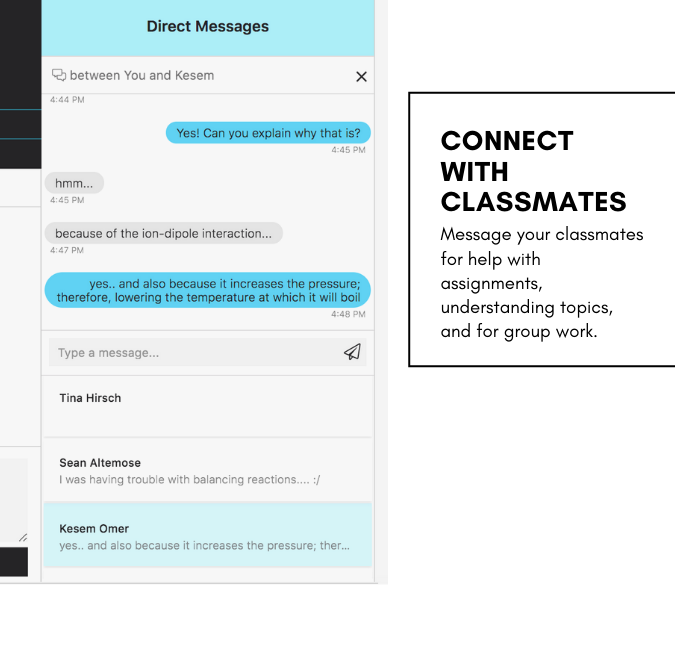 Direct Messages
between You and Kesem
4:44 PM
Yes! Can you explain why that is?
4:45 PM
hmm...
4:45 PM
because of the ion-dipole interaction...
4:47 PM
yes.. and also because it increases the pressure;
therefore, lowering the temperature at which it will boil
4:48 PM
Type a message...
Tina Hirsch
Sean Altemose
I was having trouble with balancing reactions.... :/
Kesem Omer
yes.. and also because it increases the pressure; ther...
CONNECT
WITH
CLASSMATES
Message your classmates
for help with
assignments,
understanding topics,
and for group work.